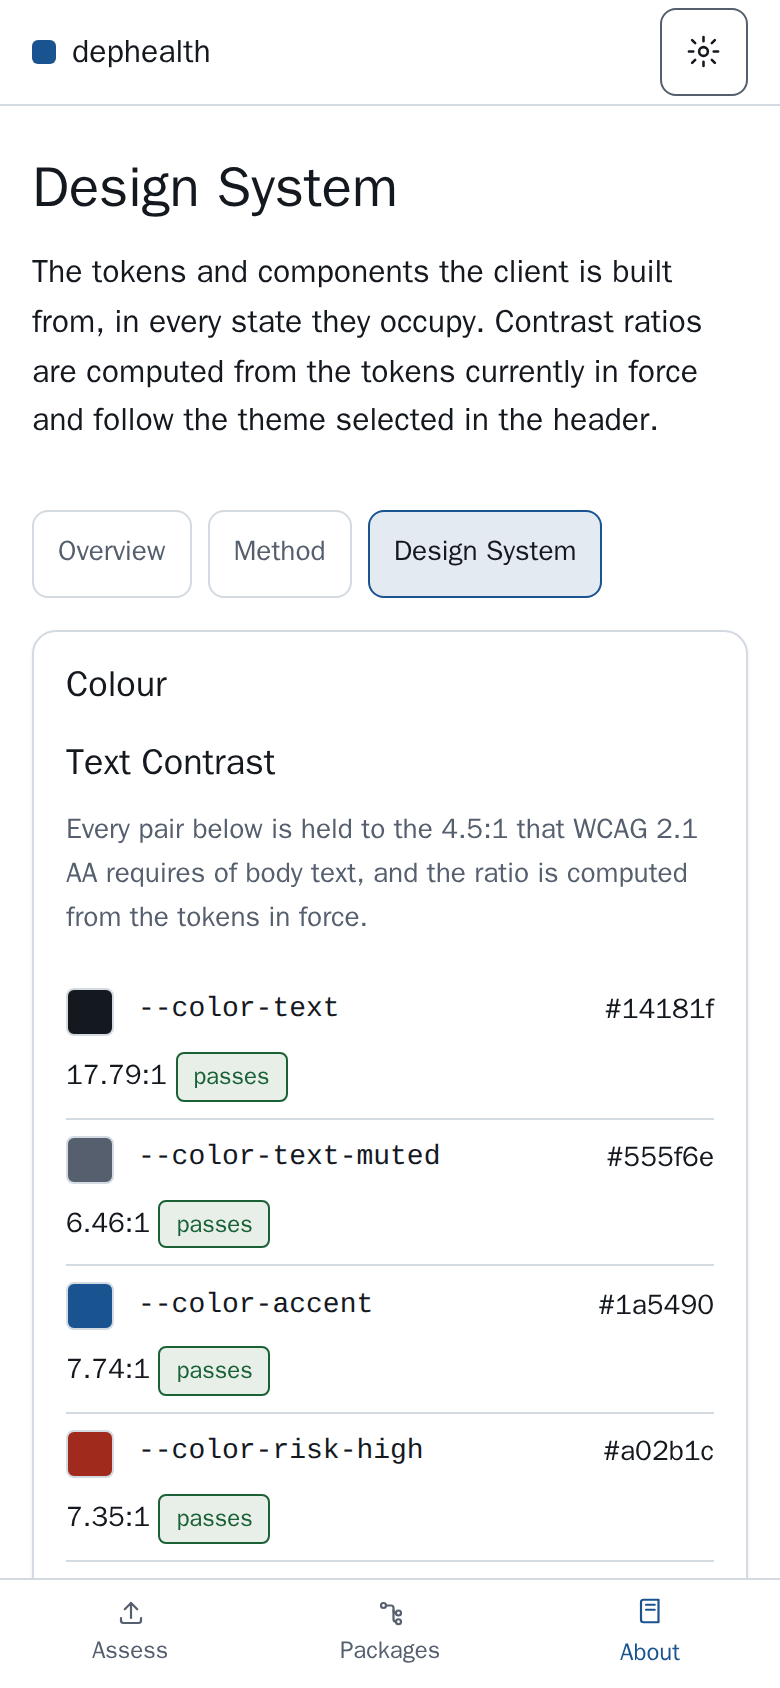 dephealth
Design System
The tokens and components the client is built
from, in every state they occupy. Contrast ratios
are computed from the tokens currently in force
and follow the theme selected in the header.
Overview Method Design System
Colour
Text Contrast
Every pair below is held to the 4.5:1 that WCAG 2.1
AA requires of body text, and the ratio is computed
from the tokens in force.
--color-text #14181f
17.79:1 passes
--color-text-muted #555f6e
6.46:1 passes
--color-accent #1a5490
7.74:1 passes
--color-risk-high #a02b1c
7.35:1 passes
Assess Packages About